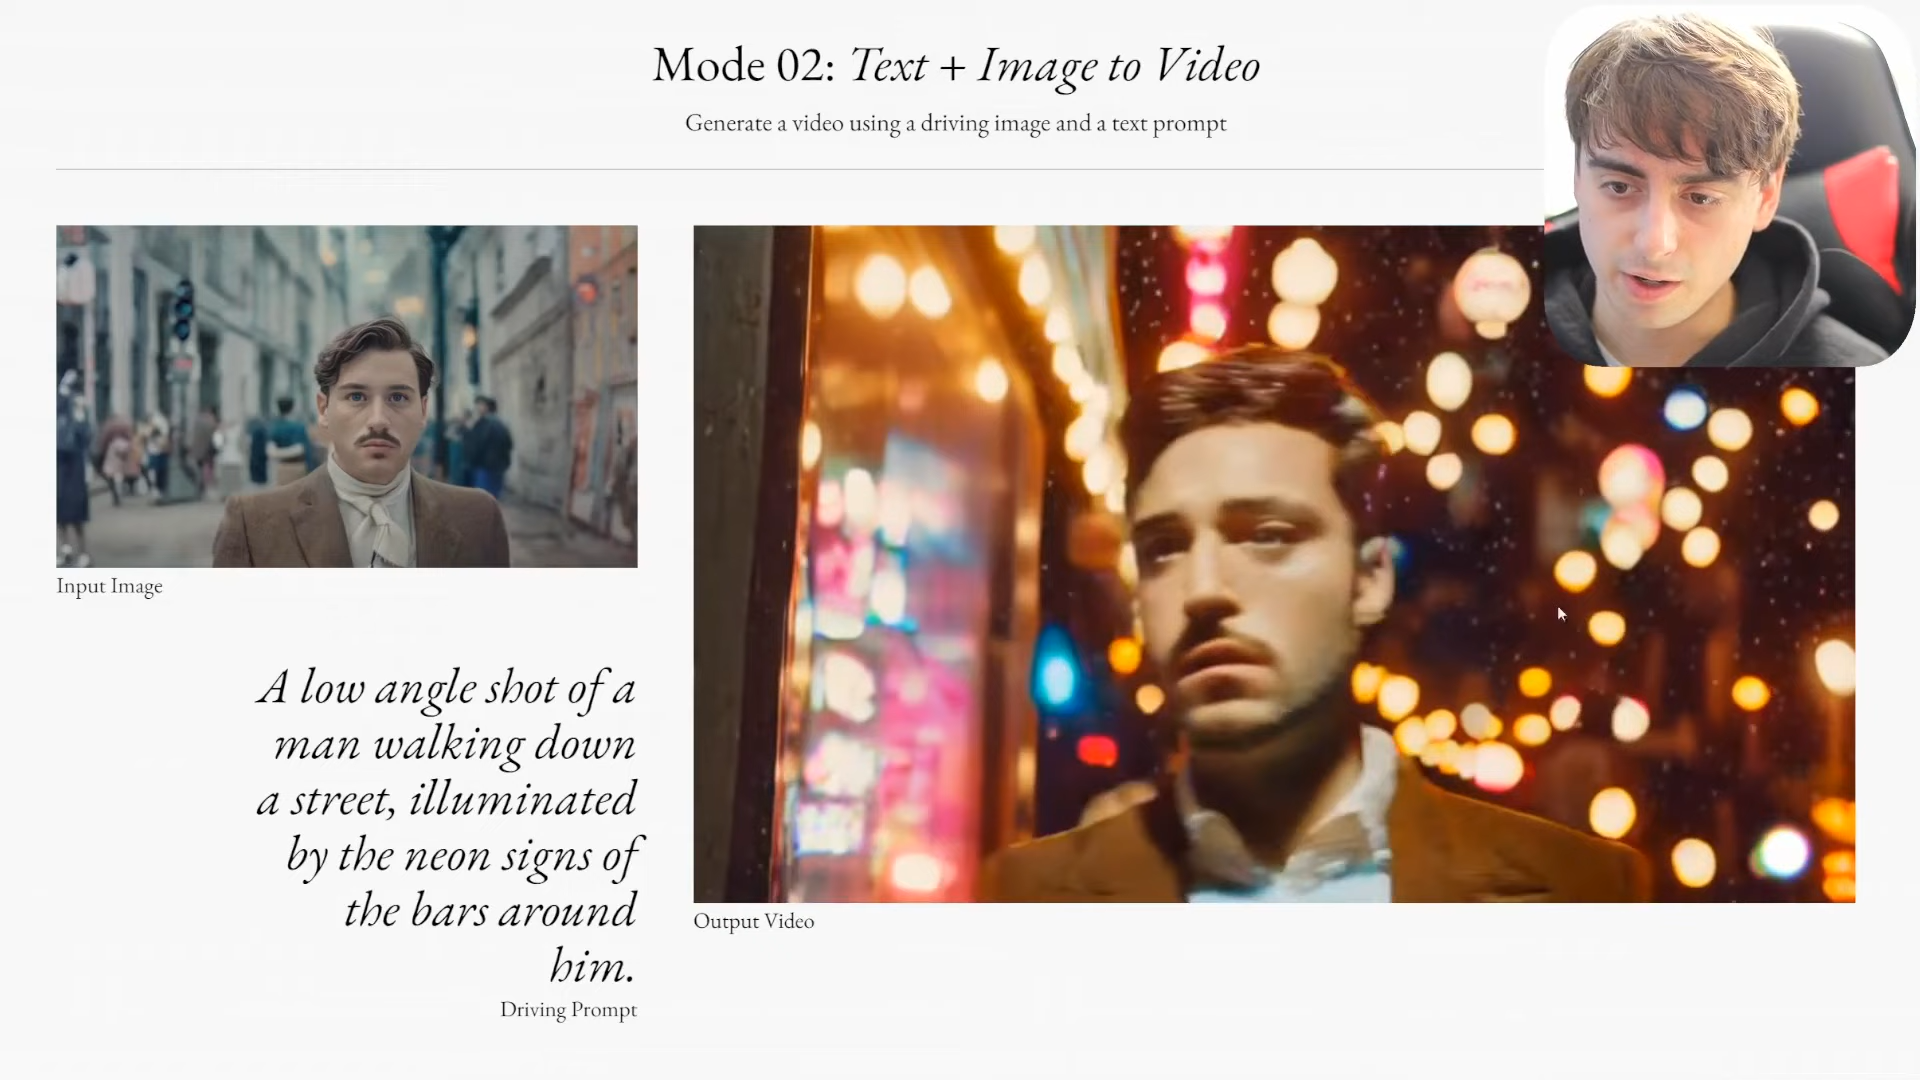 Mode 02: Text + Image to Video
Generate a video using a driving image and a text prompt
Input Image
A low angle shot of a
man walking down
a street, illuminated
by the neon signs of
the bars around
him.
Driving Prompt
Output Video